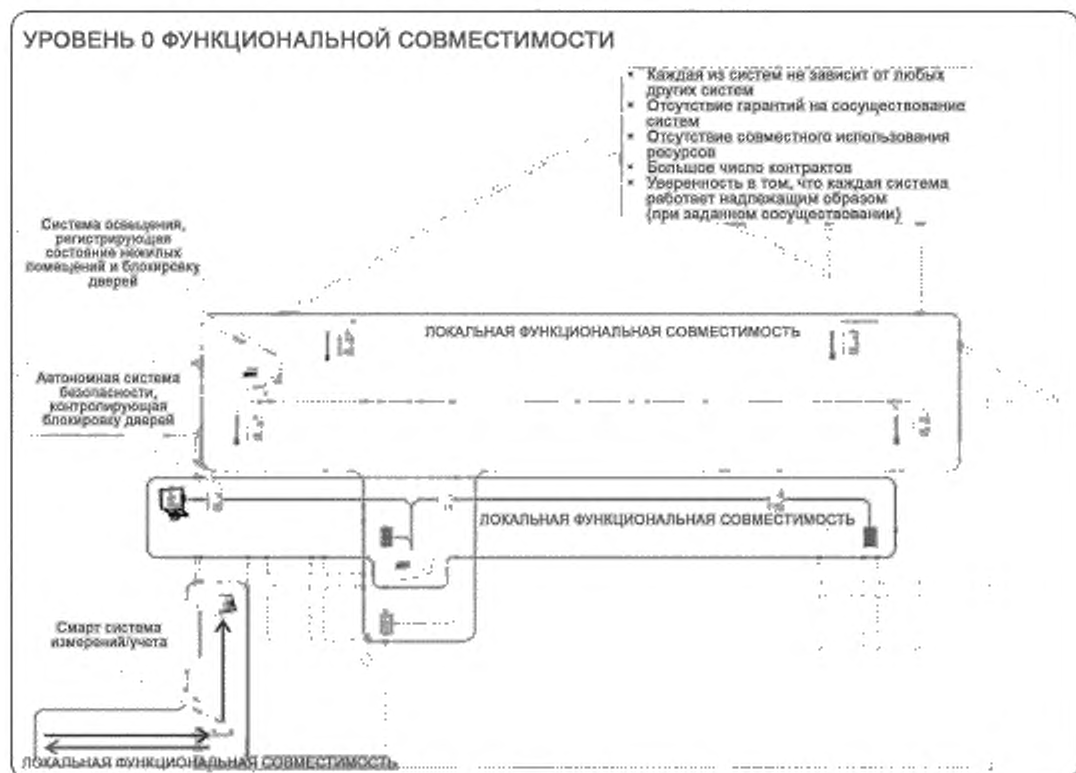 УРОВЕНЬ 0 ФУНКЦИОНАЛЬНОЙ СОВМЕСТИМОСТИ
• Каждая из систем не зависит от любых
других систем
• Отсутствие гарантий на сосуществование
систем
• Отсутствие совместного использования
ресурсов
• Большое число контрактов
• Уверенность в том, что каждая система
работает надлежащим образом
(при заданном сосуществовании)
Система освещения,
регистрирующая
состояние нежилых
помещений и блокировку
дверей
ЛОКАЛЬНАЯ ФУНКЦИОНАЛЬНАЯ СОВМЕСТИМОСТЬ
Автономная система
безопасности,
контролирующая
блокировку дверей
ЛОКАЛЬНАЯ ФУНКЦИОНАЛЬНАЯ СОВМЕСТИМОСТЬ
Смарт система
измерений/учета
ЛОКАЛЬНАЯ ФУНКЦИОНАЛЬНАЯ СОВМЕСТИМОСТЬ